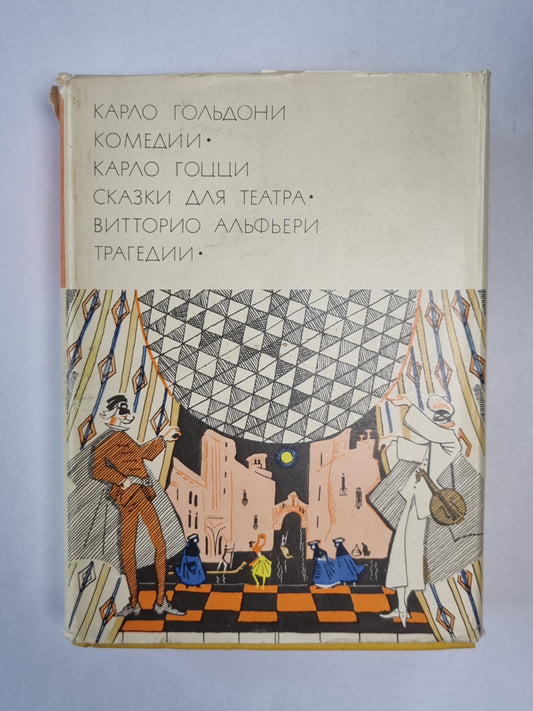 КАРЛО ГОЛЬДОНИ
КОМЕДИИ•
КАРЛО ГОЦЦИ
СКАЗКИ ДЛЯ ТЕАТРА•
ВИТТОРИО АЛЬФЬЕРИ
ТРАГЕДИИ•